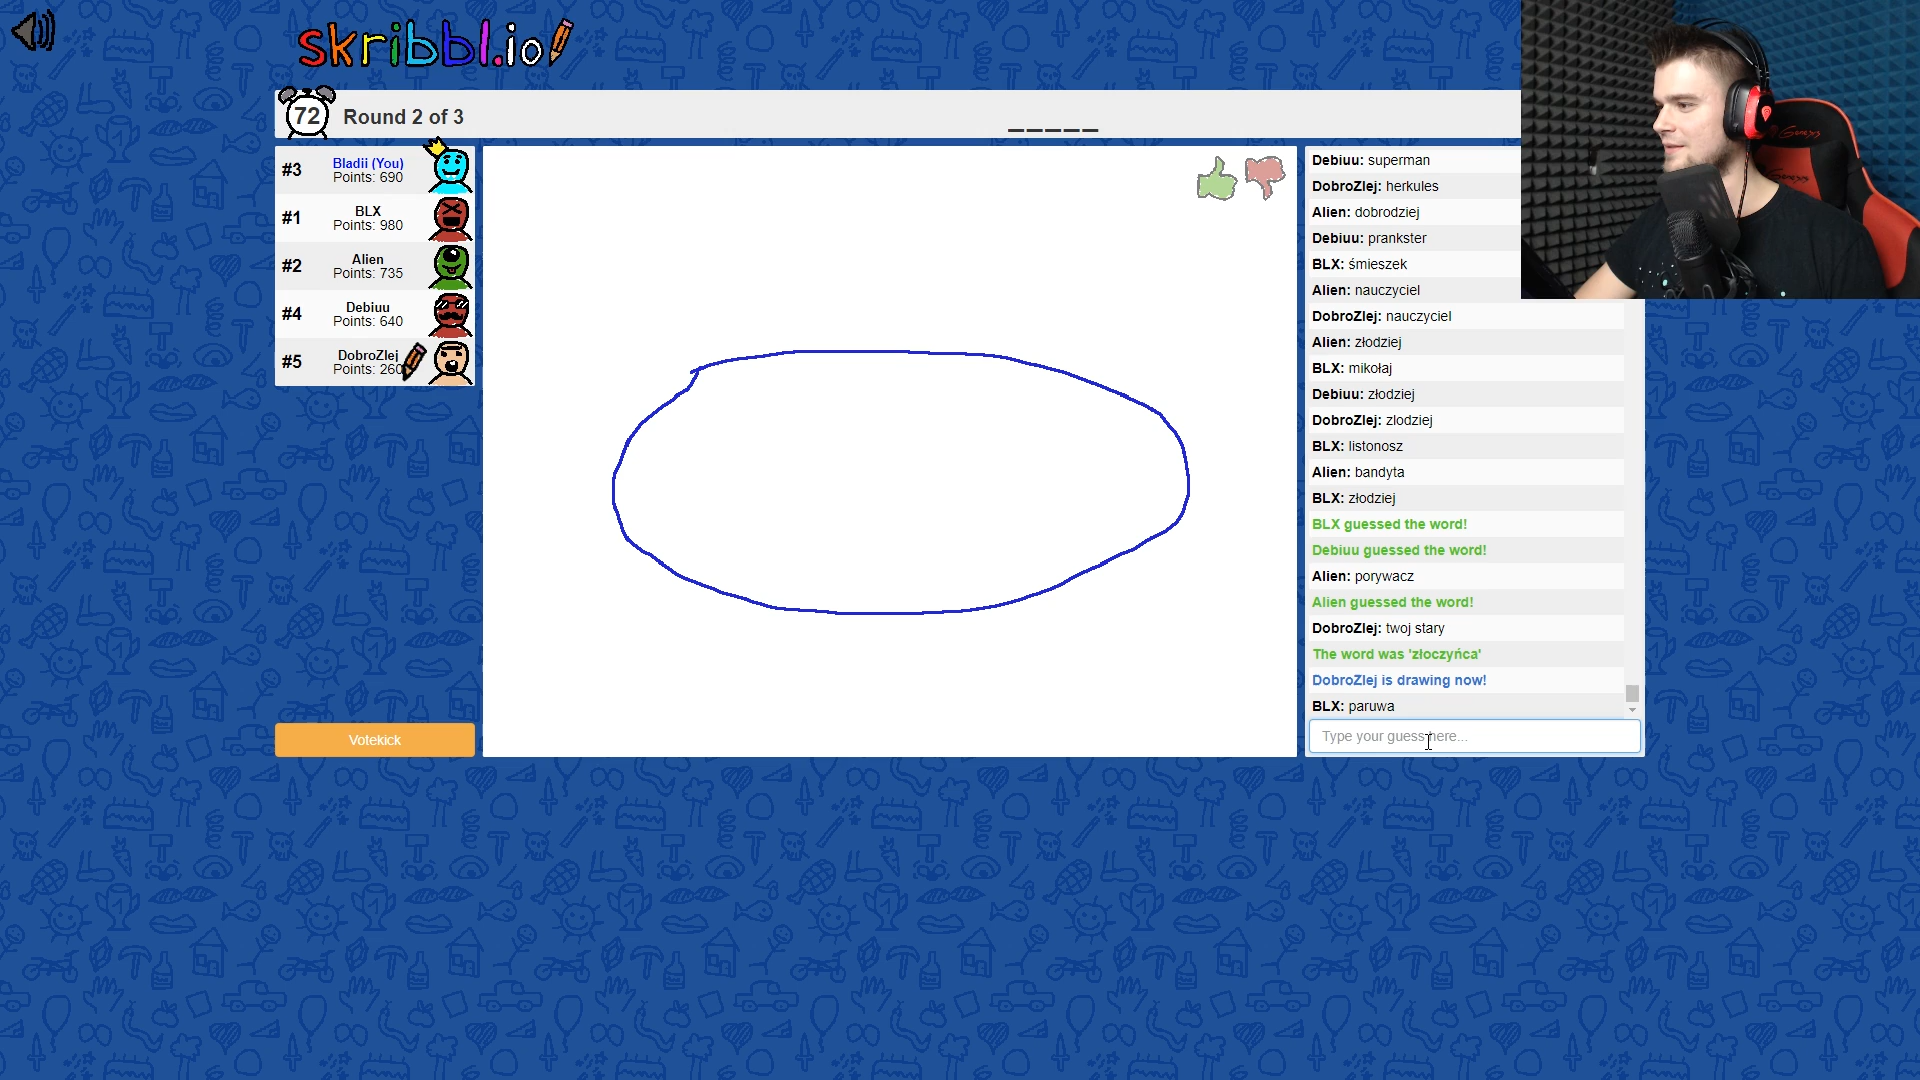 skribbl.io
72
Round 2 of 3
_____
#3
Bladii (You)
Points: 690
#1
BLX
Points: 980
#2
Alien
Points: 735
#4
Debiuu
Points: 640
#5
DobroZlej
Points: 260
Votekick
Debiuu: superman
DobroZlej: herkules
Alien: dobrodziej
Debiuu: prankster
BLX: śmieszek
Alien: nauczyciel
DobroZlej: nauczyciel
Alien: złodziej
BLX: mikołaj
Debiuu: złodziej
DobroZlej: zlodziej
BLX: listonosz
Alien: bandyta
BLX: złodziej
BLX guessed the word!
Debiuu guessed the word!
Alien: porywacz
Alien guessed the word!
DobroZlej: twoj stary
The word was 'złoczyńca'
DobroZlej is drawing now!
BLX: paruwa
Type your guess here...